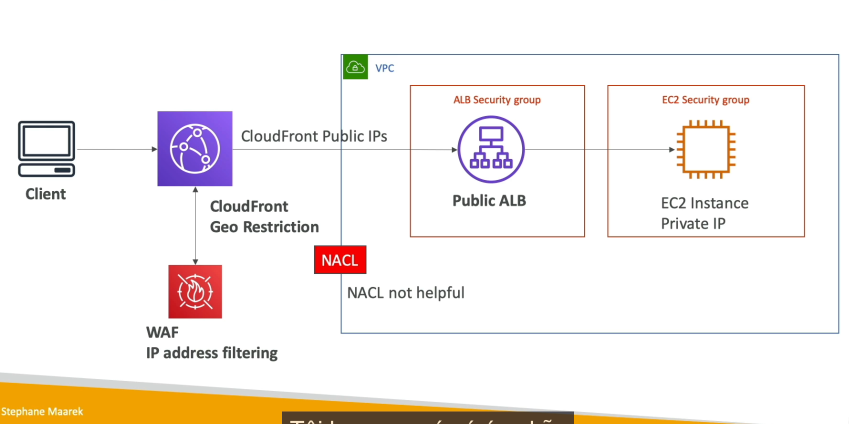 VPC
ALB Security group
EC2 Security group
CloudFront Public IPs
Client
CloudFront
Geo Restriction
Public ALB
EC2 Instance
Private IP
NACL
NACL not helpful
WAF
IP address filtering
Stephane Maarek